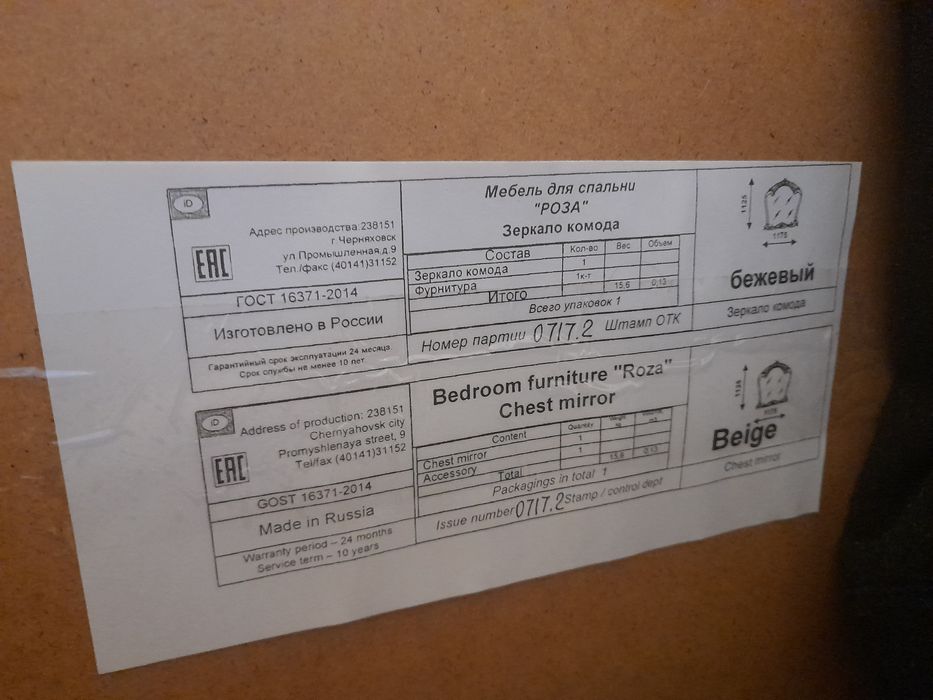 ID
Адрес производства:238151
г.Черняховск
ул.Промышленная,д.9
Тел./факс (40141)31152
EAC
ГОСТ 16371-2014
Изготовлено в России
Гарантийный срок эксплуатации 24 месяца
Срок службы не менее 10 лет.
Мебель для спальни
"РОЗА"
Зеркало комода
Состав Кол-во Вес Объем
Зеркало комода 1
Фурнитура 1к-т
Итого 15,6 0,13
Всего упаковок 1
Номер партии 0717.2 Штамп ОТК
1125
1175
бежевый
Зеркало комода
ID
Address of production: 238151
Chernyahovsk city
Promyshlenaya street, 9
Tel/fax (40141)31152
EAC
GOST 16371-2014
Made in Russia
Warranty period – 24 months
Service term – 10 years
Bedroom furniture "Roza"
Chest mirror
Content Quantity Weight
Chest mirror 1
Accessory 1
Total 15,6 0,13
Packagings in total 1
Issue number 0717.2 Stamp / control dept
1125
1175
Beige
Chest mirror